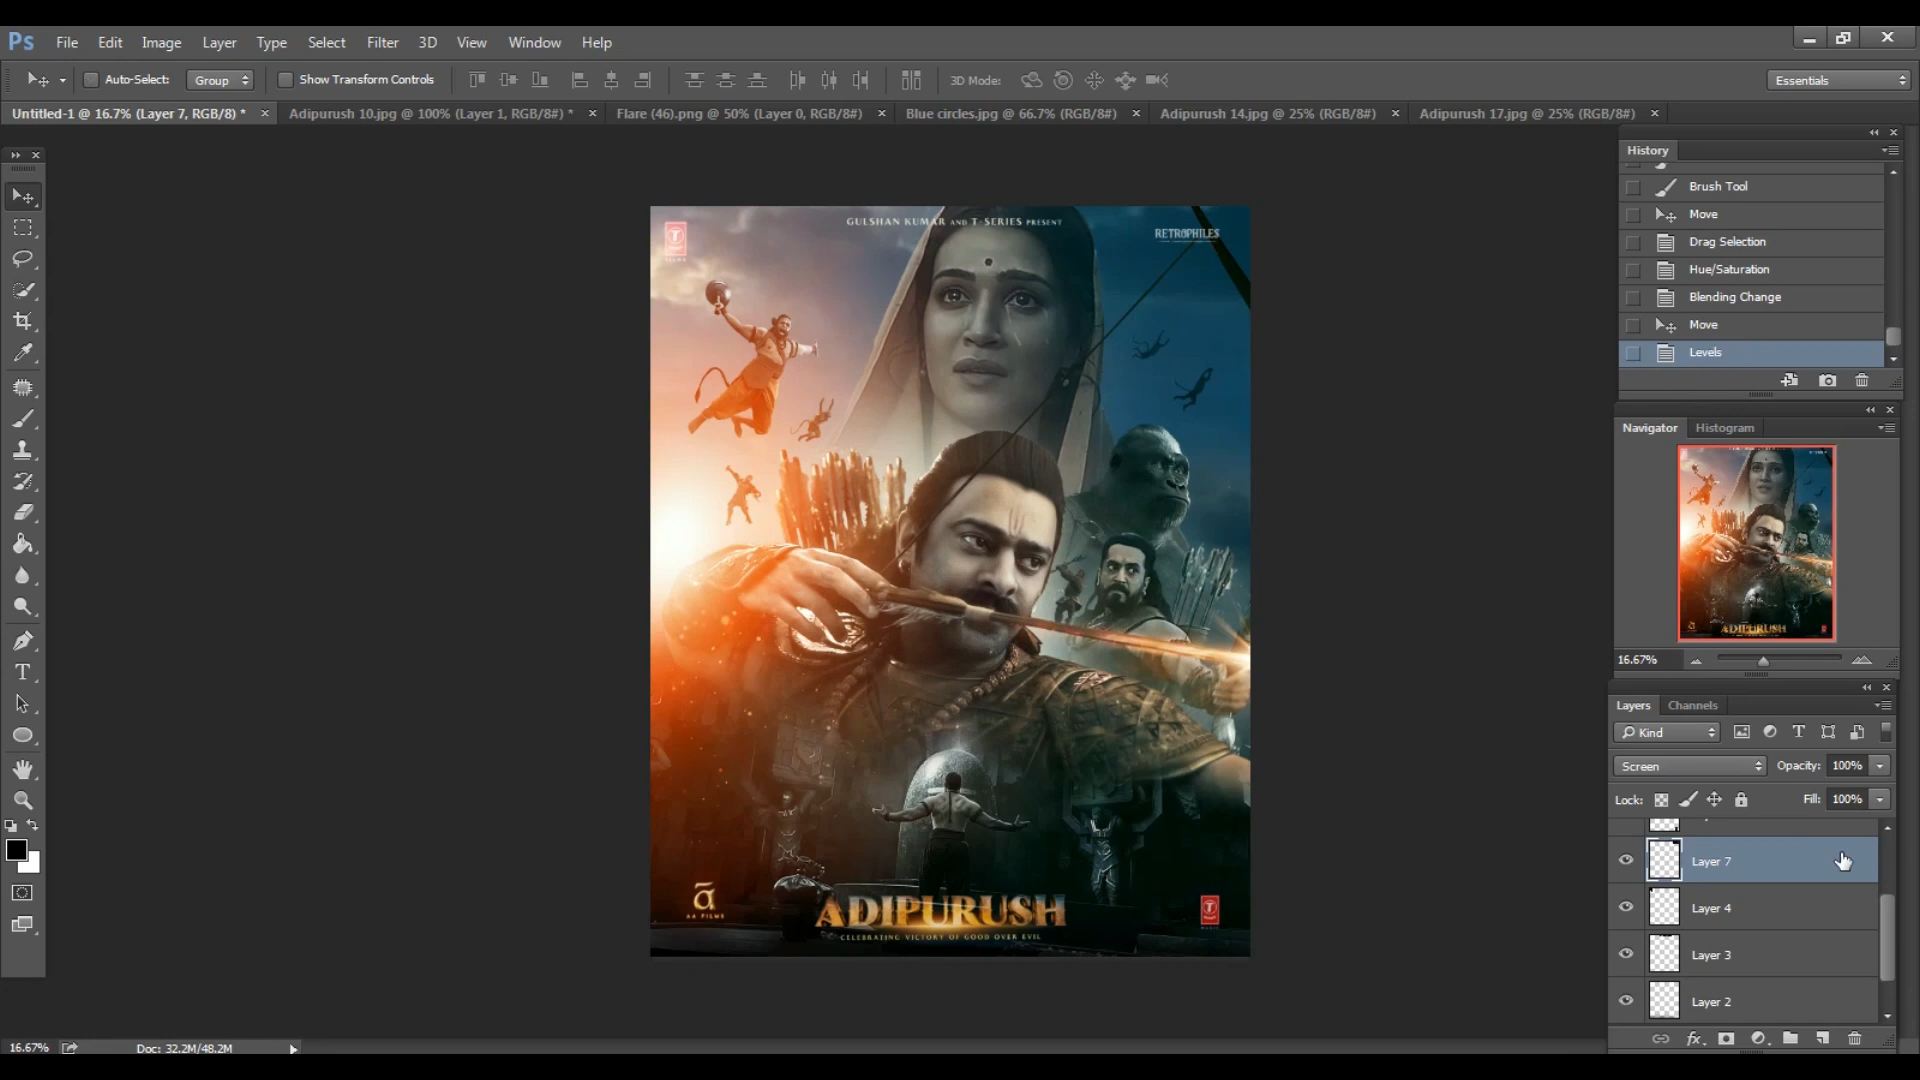 Ps File Edit Image Layer Type Select Filter 3D View Window Help
Auto-Select: Group Show Transform Controls 3D Mode: Essentials
Untitled-1 @ 16.7% (Layer 7, RGB/8) * Adipurush 10.jpg @ 100% (Layer 1, RGB/8#) * Flare (46).png @ 50% (Layer 0, RGB/8#) Blue circles.jpg @ 66.7% (RGB/8#) Adipurush 14.jpg @ 25% (RGB/8#) Adipurush 17.jpg @ 25% (RGB/8#)
History
Brush Tool
Move
Drag Selection
Hue/Saturation
Blending Change
Move
Levels
Navigator Histogram
16.67%
Layers Channels
Kind
Screen Opacity: 100%
Lock: Fill: 100%
Layer 7
Layer 4
Layer 3
Layer 2
GULSHAN KUMAR AND T-SERIES PRESENT
RETROPHILES
AA FILMS
ADIPURUSH
CELEBRATING VICTORY OF GOOD OVER EVIL
16.67% Doc: 32.2M/48.2M